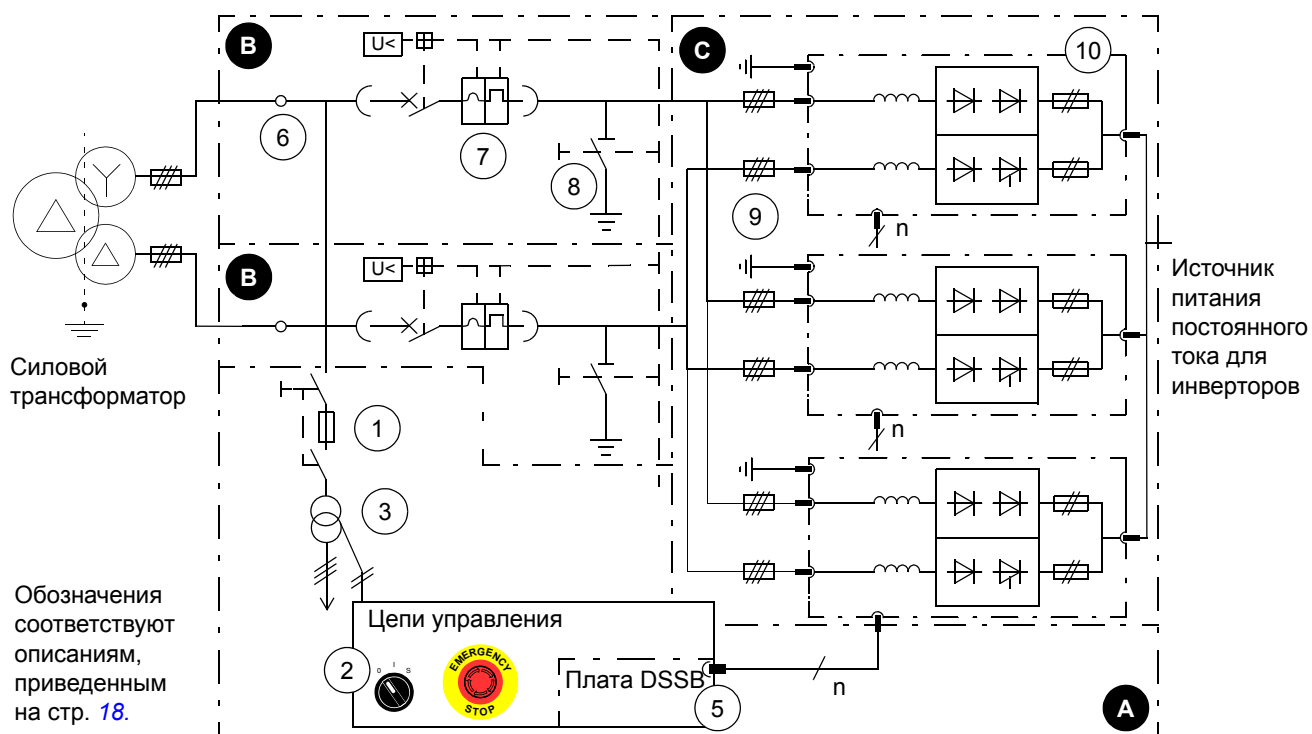 B
C
10
U<
6
7
8
9
n
B
U<
Источник
питания
постоянного
тока для
инверторов
Силовой
трансформатор
1
n
3
Обозначения
соответствуют
описаниям,
приведенным
на стр. 18.
Цепи управления
2
0 I S
EMERGENCY
STOP
Плата DSSB
5
n
A